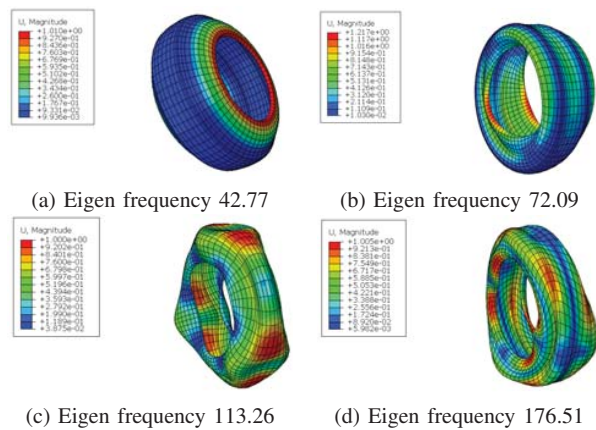 U, Magnitude
+1.010e+00
+9.270e-01
+8.436e-01
+7.603e-01
+6.769e-01
+5.935e-01
+5.102e-01
+4.268e-01
+3.434e-01
+2.600e-01
+1.767e-01
+9.331e-02
+9.936e-03
U, Magnitude
+1.217e+00
+1.117e+00
+1.016e+00
+9.154e-01
+8.148e-01
+7.143e-01
+6.137e-01
+5.131e-01
+4.126e-01
+3.120e-01
+2.114e-01
+1.109e-01
+1.030e-02
(a) Eigen frequency 42.77
(b) Eigen frequency 72.09
U, Magnitude
+1.000e+00
+9.202e-01
+8.401e-01
+7.600e-01
+6.798e-01
+5.997e-01
+5.196e-01
+4.394e-01
+3.593e-01
+2.792e-01
+1.990e-01
+1.189e-01
+3.875e-02
U, Magnitude
+1.005e+00
+9.213e-01
+8.381e-01
+7.549e-01
+6.717e-01
+5.885e-01
+5.053e-01
+4.221e-01
+3.388e-01
+2.556e-01
+1.724e-01
+8.920e-02
+5.982e-03
(c) Eigen frequency 113.26
(d) Eigen frequency 176.51